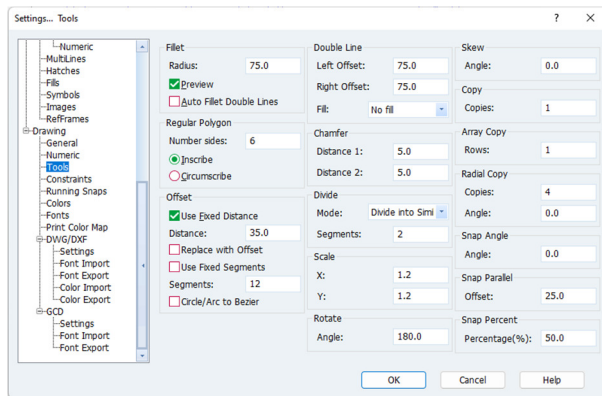 Settings... Tools
? X
Numeric
MultiLines
Hatches
Fills
Symbols
Images
RefFrames
Drawing
General
Numeric
Tools
Constraints
Running Snaps
Colors
Fonts
Print Color Map
DWG/DXF
Settings
Font Import
Font Export
Color Import
Color Export
GCD
Settings
Font Import
Font Export
Fillet
Radius: 75.0
Preview
Auto Fillet Double Lines
Regular Polygon
Number sides: 6
Inscribe
Circumscribe
Offset
Use Fixed Distance
Distance: 35.0
Replace with Offset
Use Fixed Segments
Segments: 12
Circle/Arc to Bezier
Double Line
Left Offset: 75.0
Right Offset: 75.0
Fill: No fill
Chamfer
Distance 1: 5.0
Distance 2: 5.0
Divide
Mode: Divide into Simi
Segments: 2
Scale
X: 1.2
Y: 1.2
Rotate
Angle: 180.0
Skew
Angle: 0.0
Copy
Copies: 1
Array Copy
Rows: 1
Radial Copy
Copies: 4
Angle: 0.0
Snap Angle
Angle: 0.0
Snap Parallel
Offset: 25.0
Snap Percent
Percentage(%): 50.0
OK Cancel Help